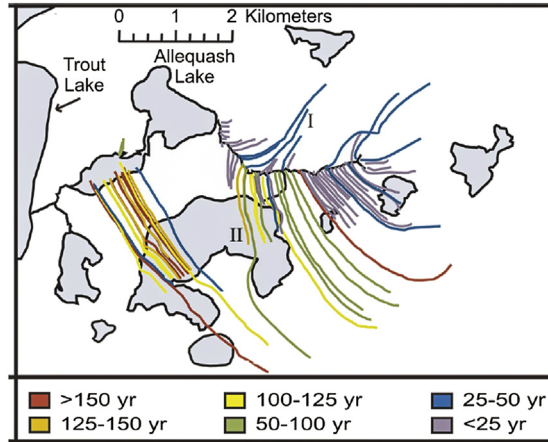 0 1 2 Kilometers
Allequash
Lake
Trout
Lake
I
II
>150 yr 100-125 yr 25-50 yr
125-150 yr 50-100 yr <25 yr